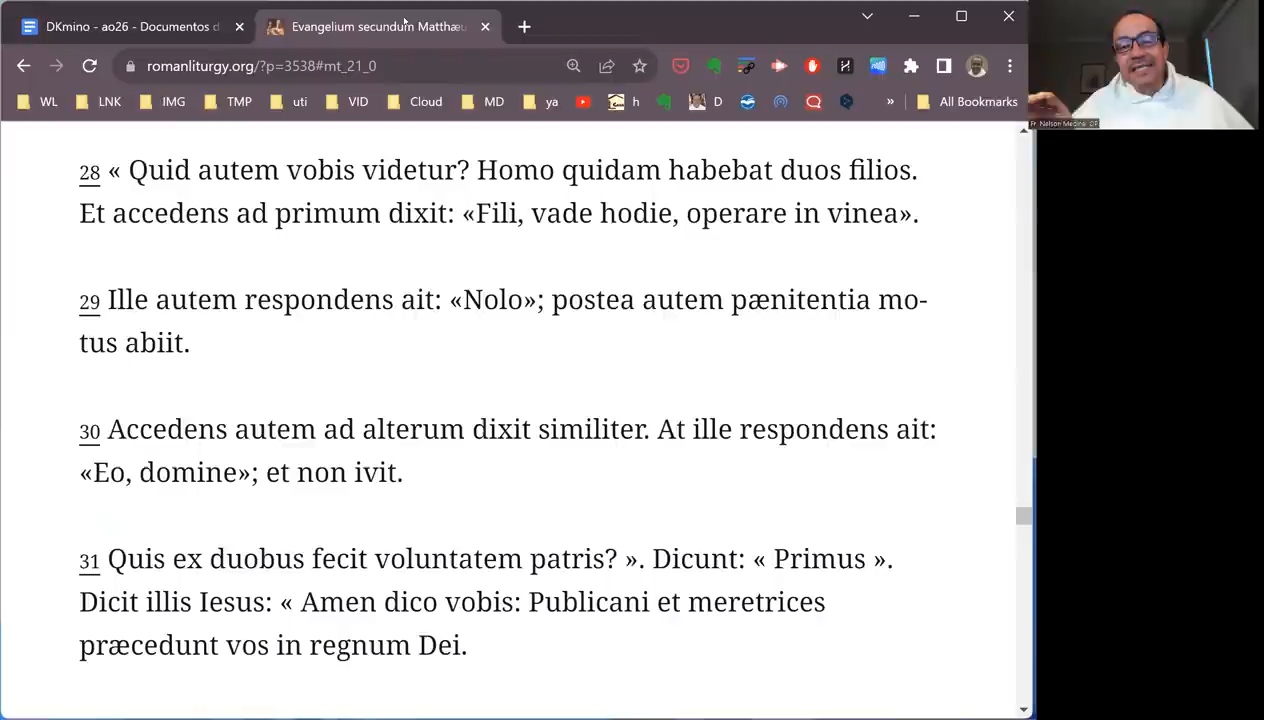 DKmino - ao26 - Documentos d
Evangelium secundum Matthæu
romanliturgy.org/?p=3538#mt_21_0
WL LNK IMG TMP uti VID Cloud MD ya h D » All Bookmarks
Fr. Nelson Medina, OP
28 « Quid autem vobis videtur? Homo quidam habebat duos filios.
Et accedens ad primum dixit: «Fili, vade hodie, operare in vinea».
29 Ille autem respondens ait: «Nolo»; postea autem pænitentia mo-
tus abiit.
30 Accedens autem ad alterum dixit similiter. At ille respondens ait:
«Eo, domine»; et non ivit.
31 Quis ex duobus fecit voluntatem patris? ». Dicunt: « Primus ».
Dicit illis Iesus: « Amen dico vobis: Publicani et meretrices
præcedunt vos in regnum Dei.